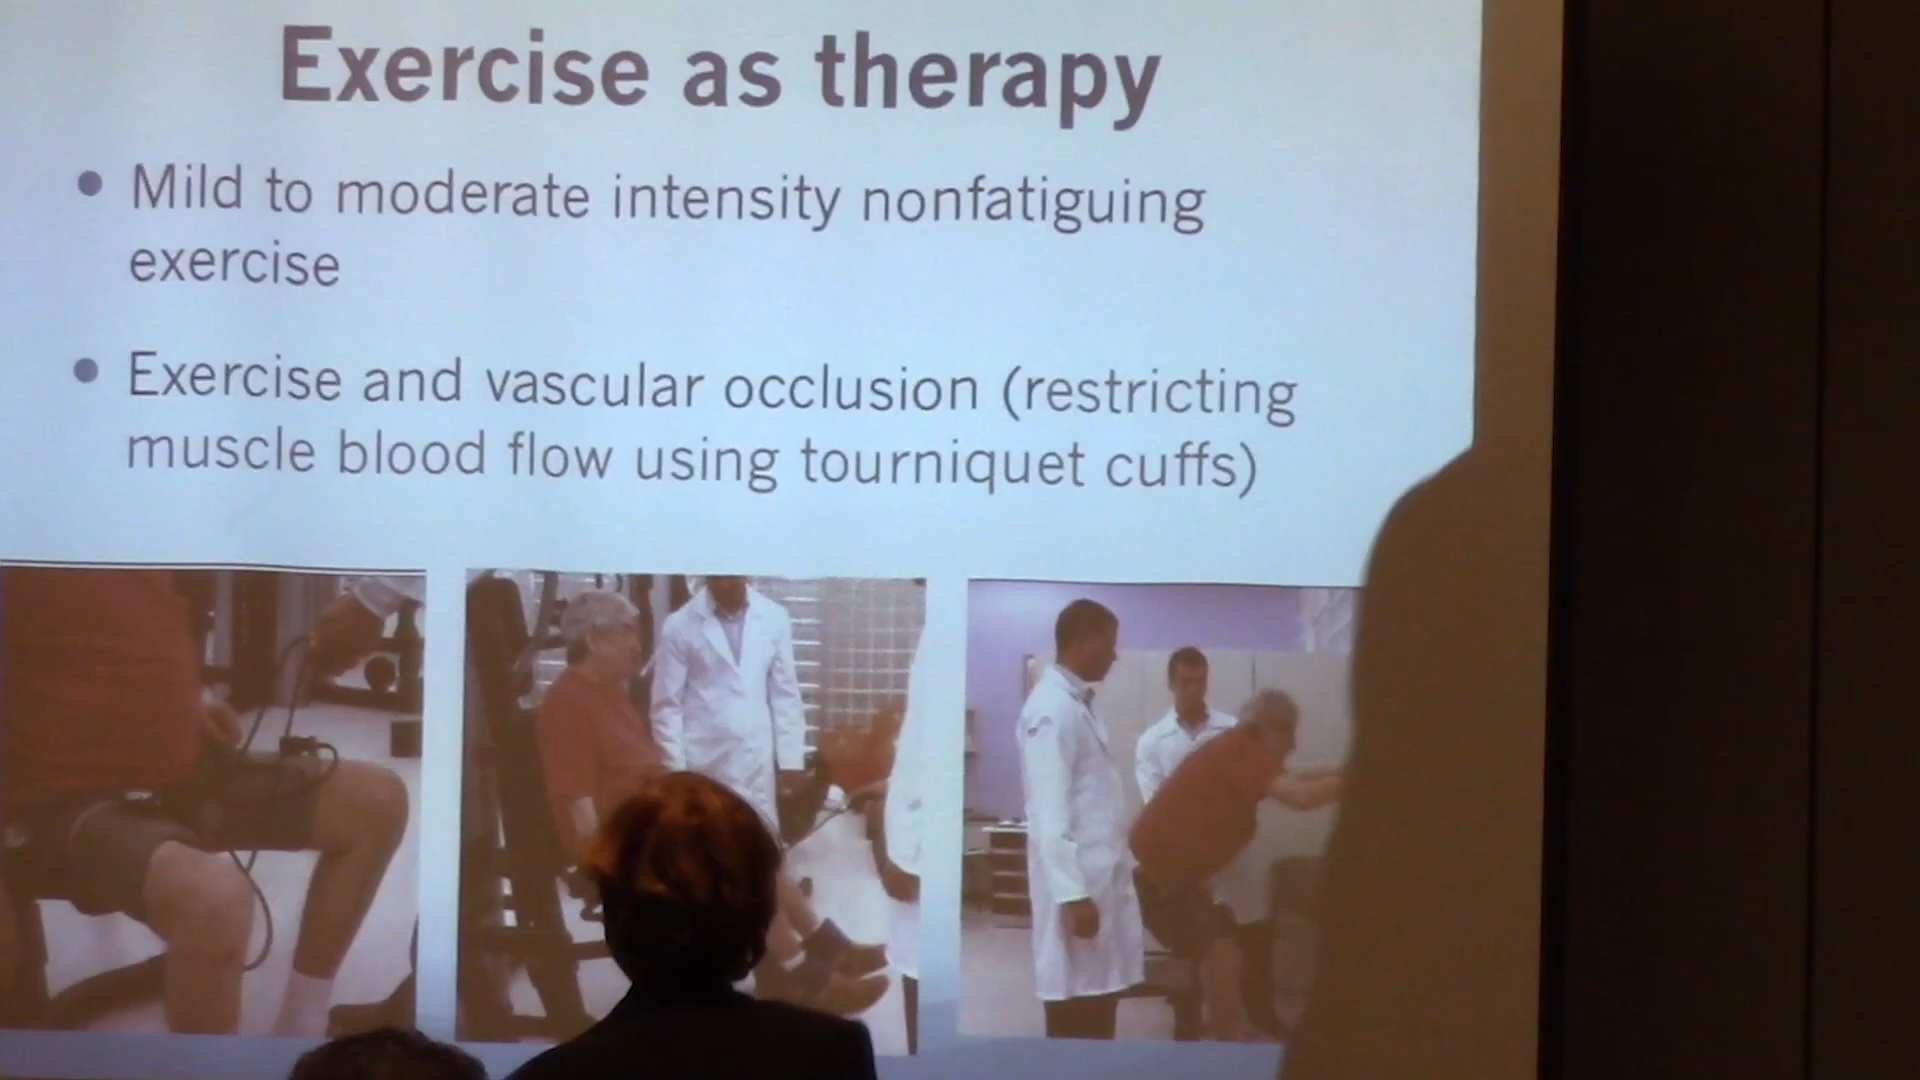 Exercise as therapy
• Mild to moderate intensity nonfatiguing
exercise
• Exercise and vascular occlusion (restricting
muscle blood flow using tourniquet cuffs)